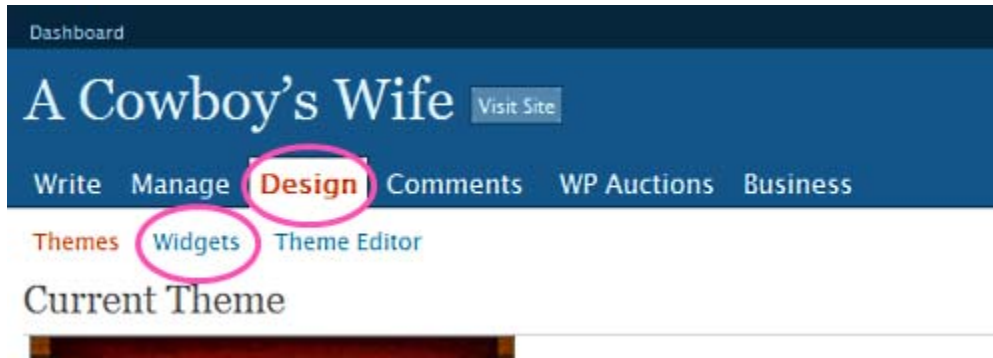 Dashboard
A Cowboy's Wife Visit Site
Write Manage Design Comments WP Auctions Business
Themes Widgets Theme Editor
Current Theme